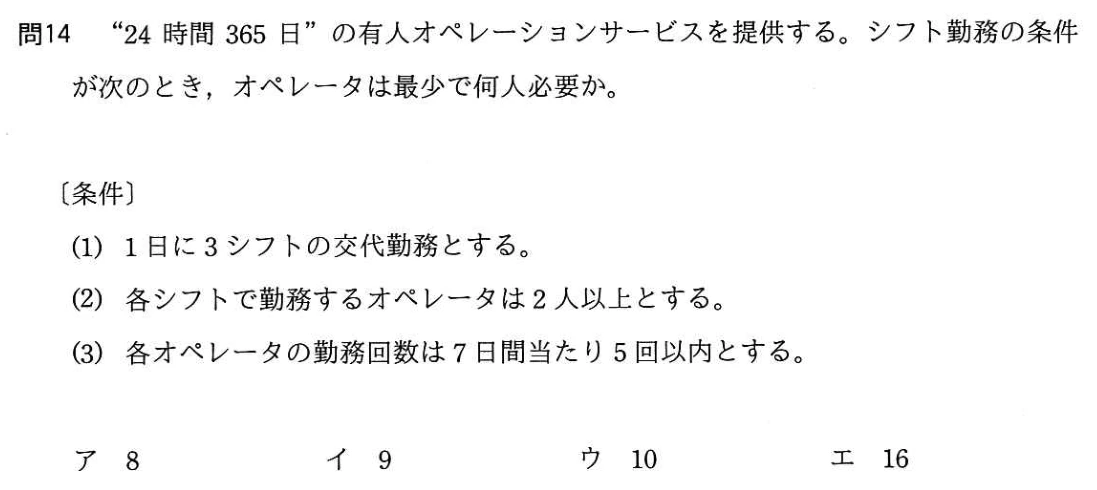 問14 “24 時間 365 日”の有人オペレーションサービスを提供する。シフト勤務の条件
が次のとき，オペレータは最少で何人必要か。
〔条件〕
(1) 1日に3シフトの交代勤務とする。
(2) 各シフトで勤務するオペレータは2人以上とする。
(3) 各オペレータの勤務回数は7日間当たり5回以内とする。
ア 8 イ 9 ウ 10 エ 16